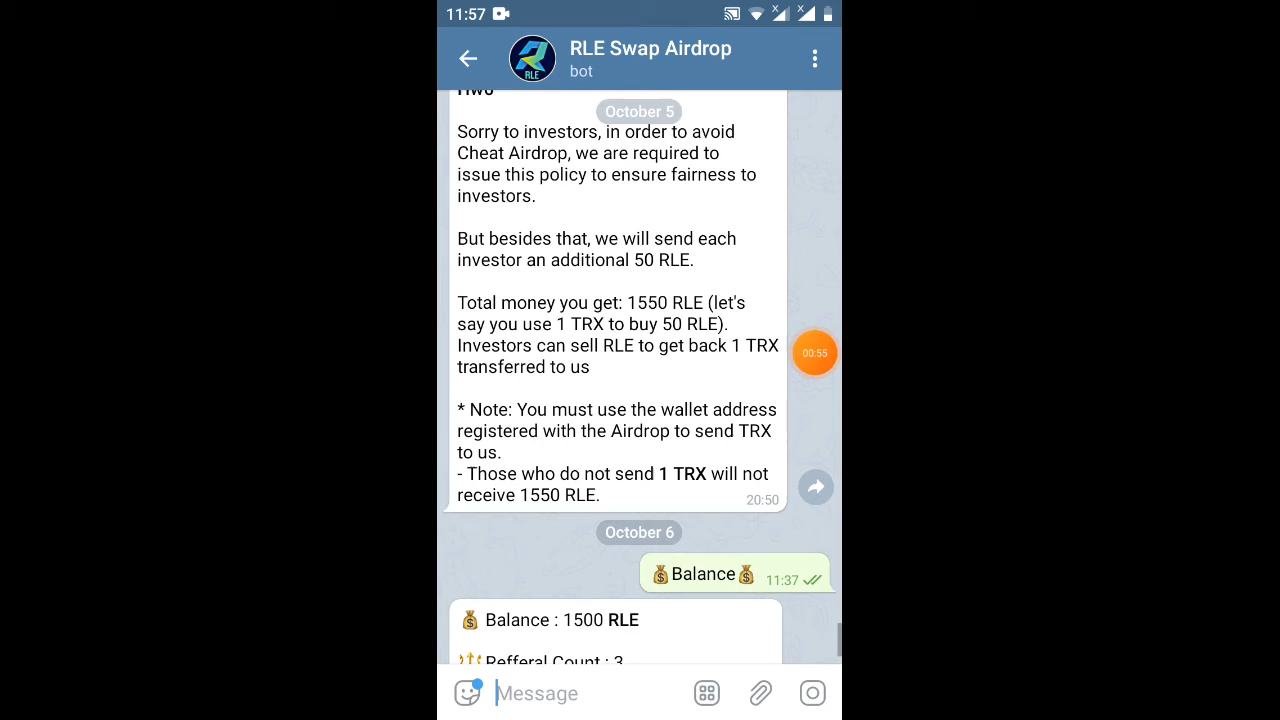 11:57
RLE Swap Airdrop
RLE
bot
October 5
Sorry to investors, in order to avoid
Cheat Airdrop, we are required to
issue this policy to ensure fairness to
investors.
But besides that, we will send each
investor an additional 50 RLE.
Total money you get: 1550 RLE (let's
say you use 1 TRX to buy 50 RLE).
Investors can sell RLE to get back 1 TRX
transferred to us
00:55
* Note: You must use the wallet address
registered with the Airdrop to send TRX
to us.
- Those who do not send 1 TRX will not
receive 1550 RLE.
20:50
October 6
💰Balance💰 11:37
💰 Balance : 1500 RLE
🔱 Refferal Count : 3
Message